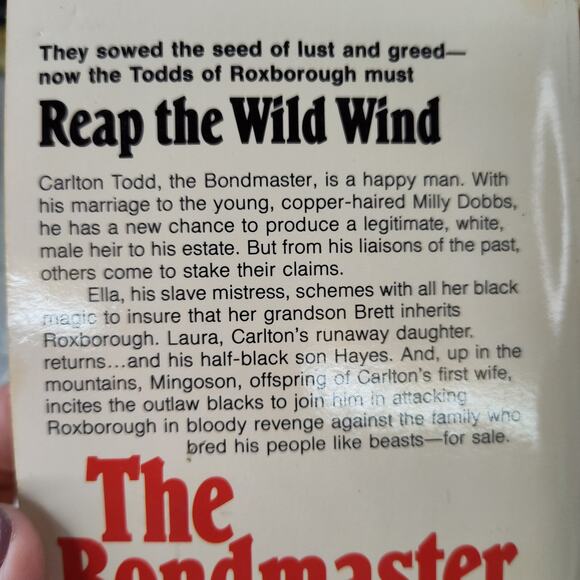 They sowed the seed of lust and greed—
now the Todds of Roxborough must
Reap the Wild Wind
Carlton Todd, the Bondmaster, is a happy man. With
his marriage to the young, copper-haired Milly Dobbs,
he has a new chance to produce a legitimate, white,
male heir to his estate. But from his liaisons of the past,
others come to stake their claims.
Ella, his slave mistress, schemes with all her black
magic to insure that her grandson Brett inherits
Roxborough. Laura, Carlton's runaway daughter,
returns...and his half-black son Hayes. And, up in the
mountains, Mingoson, offspring of Carlton's first wife,
incites the outlaw blacks to join him in attacking
Roxborough in bloody revenge against the family who
bred his people like beasts—for sale.
The
Bondmaster